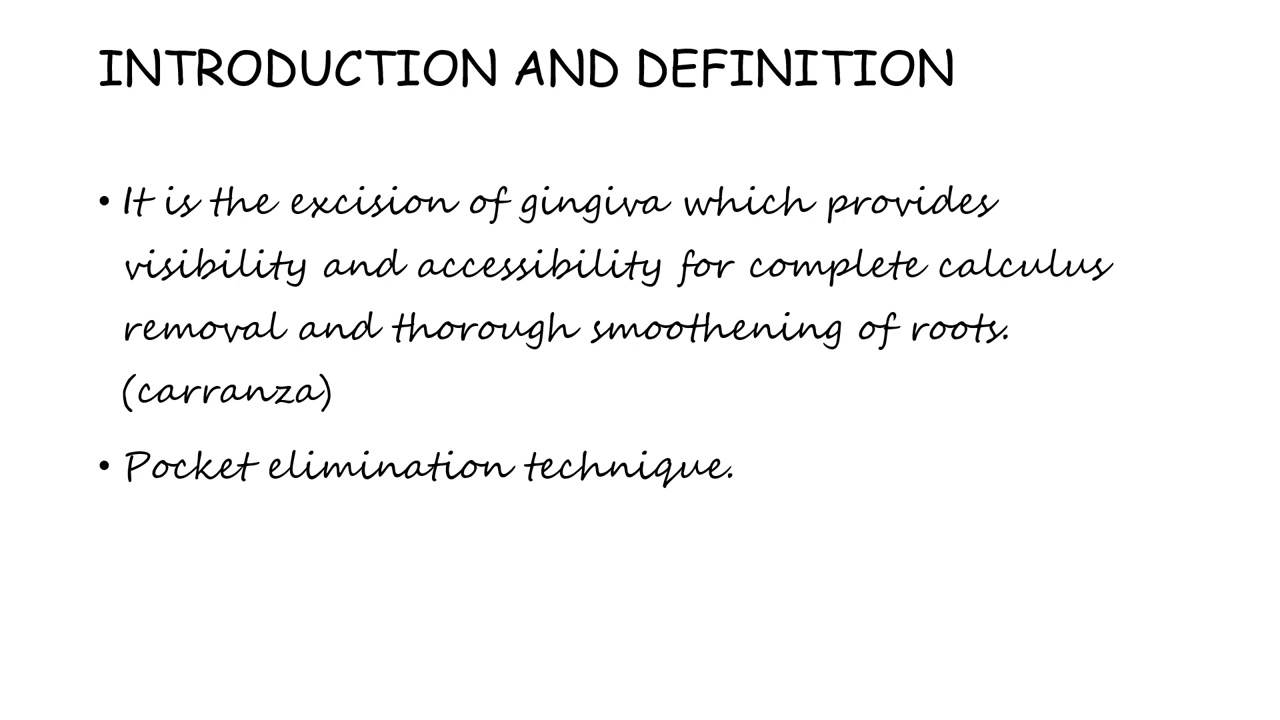 INTRODUCTION AND DEFINITION
• It is the excision of gingiva which provides
visibility and accessibility for complete calculus
removal and thorough smoothening of roots.
(carranza)
• Pocket elimination technique.